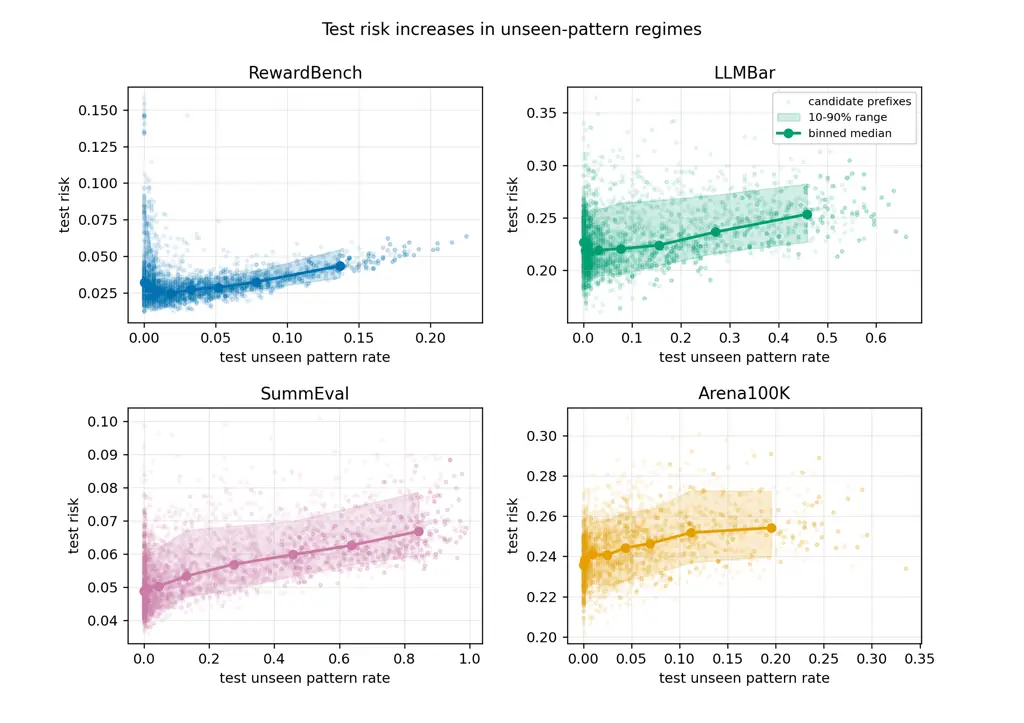 Test risk increases in unseen-pattern regimes
RewardBench
test risk
0.150
0.125
0.100
0.075
0.050
0.025
0.00 0.05 0.10 0.15 0.20
test unseen pattern rate
LLMBar
candidate prefixes
10-90% range
binned median
test risk
0.35
0.30
0.25
0.20
0.0 0.1 0.2 0.3 0.4 0.5 0.6
test unseen pattern rate
SummEval
test risk
0.10
0.09
0.08
0.07
0.06
0.05
0.04
0.0 0.2 0.4 0.6 0.8 1.0
test unseen pattern rate
Arena100K
test risk
0.30
0.28
0.26
0.24
0.22
0.20
0.00 0.05 0.10 0.15 0.20 0.25 0.30 0.35
test unseen pattern rate